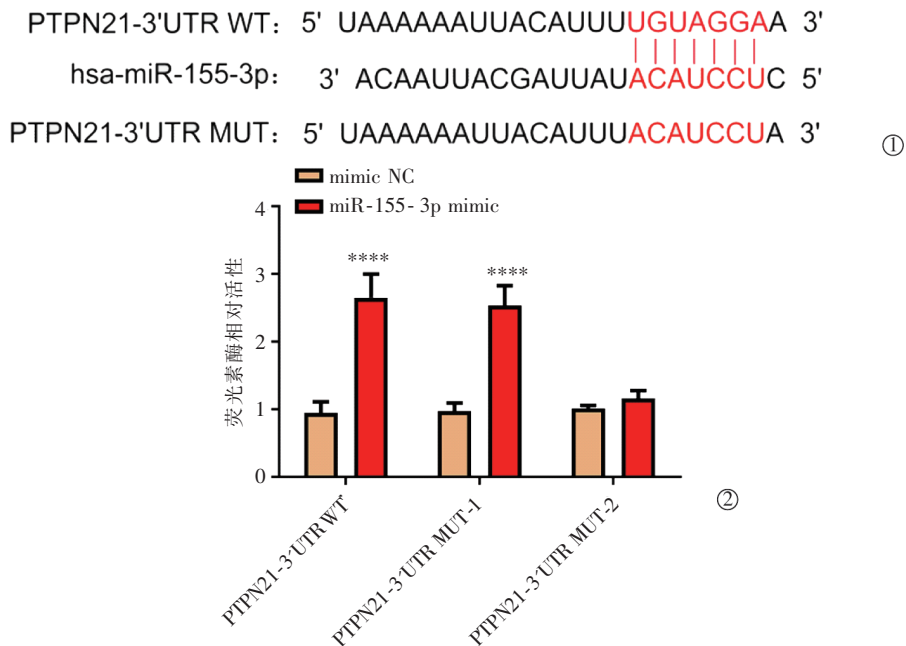 PTPN21-3'UTR WT： 5' UAAAAAAUUACAUUUUGUAGGAA 3'
hsa-miR-155-3p： 3' ACAAUUACGAUUAUACAUCCUC 5'
PTPN21-3'UTR MUT： 5' UAAAAAAUUACAUUUACAUCCUA 3'
①
mimic NC
miR-155-3p mimic
荧光素酶相对活性
4
3
2
1
0
****
****
PTPN21-3'UTRWT
PTPN21-3'UTR MUT-1
PTPN21-3'UTR MUT-2
②